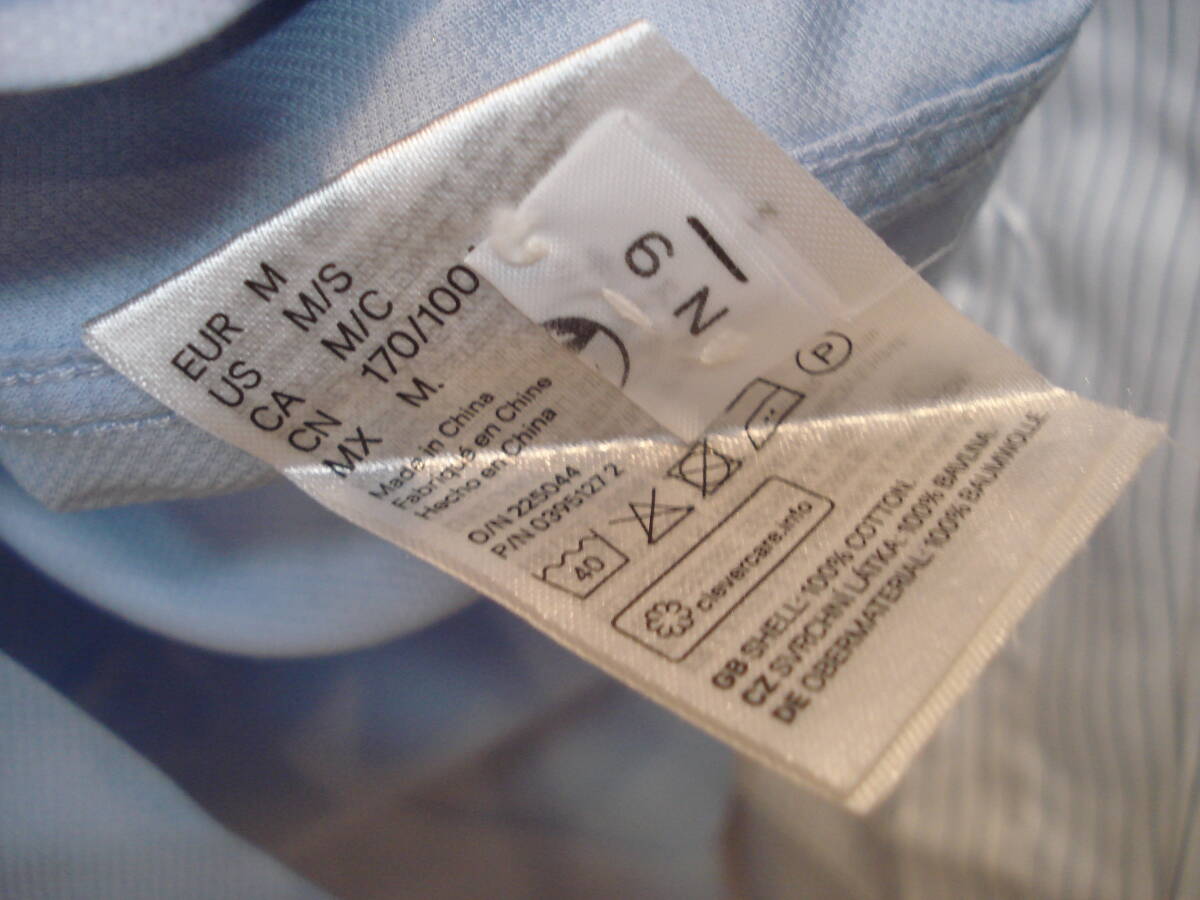 EUR M
US M/S
CA M/C
CN 170/100
MX M.
Made in China
Fabriqué en Chine
Hecho en China
O/N 225044
P/N 0395127 2
40
P
clevercare.info
GB SHELL: 100% COTTON.
CZ SVRCHNÍ LÁTKA: 100% BAVLNA.
DE OBERMATERIAL: 100% BAUMWOLLE
6
N